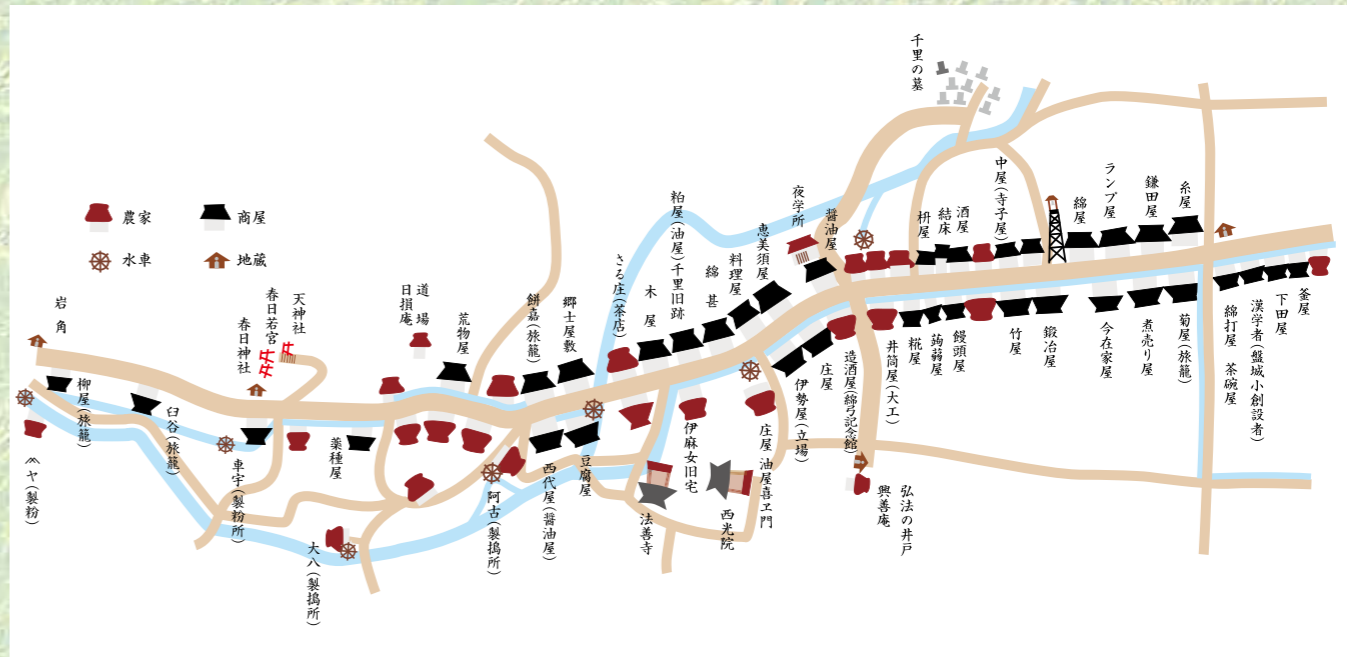 千里の墓
農家
商屋
水車
地蔵
岩角
柳屋(旅籠)
臼谷(旅籠)
春日神社
春日若宮
天神社
車宇(製粉所)
薬種屋
大八(製搗所)
日損庵
道場
荒物屋
阿古(製搗所)
餅嘉(旅籠)
郷士屋敷
西代屋(醤油屋)
豆腐屋
さる庄(茶店)
木屋
粕屋(油屋)千里旧跡
綿甚
料理屋
恵美須屋
夜学所
醤油屋
法善寺
伊麻女旧宅
西光院
庄屋 油屋喜ヱ門
伊勢屋(立場)
庄屋
造酒屋(綿弓記念館)
井筒屋(大工)
糀屋
蒟蒻屋
饅頭屋
竹屋
鍛冶屋
今在家屋
煮売り屋
菊屋(旅籠)
枡屋
結床
酒屋
中屋(寺子屋)
綿屋
ランプ屋
鎌田屋
糸屋
興善庵
弘法の井戸
綿打屋 茶碗屋
漢学者(盤城小創設者)
下田屋
釜屋